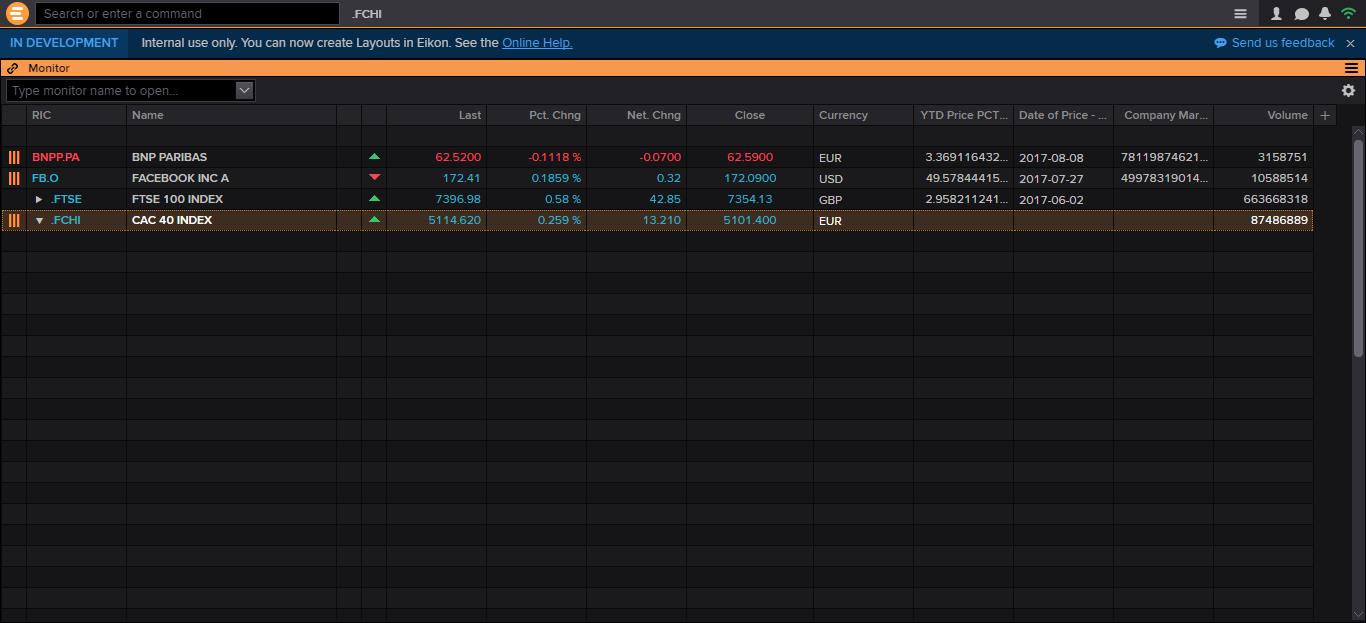 Search or enter a command .FCHI
IN DEVELOPMENT Internal use only. You can now create Layouts in Eikon. See the Online Help. Send us feedback
Monitor
Type monitor name to open...
RIC Name Last Pct. Chng Net. Chng Close Currency YTD Price PCT... Date of Price - ... Company Mar... Volume +
BNPP.PA BNP PARIBAS 62.5200 -0.1118 % -0.0700 62.5900 EUR 3.369116432... 2017-08-08 78119874621... 3158751
FB.O FACEBOOK INC A 172.41 0.1859 % 0.32 172.0900 USD 49.57844415... 2017-07-27 49978319014... 10588514
.FTSE FTSE 100 INDEX 7396.98 0.58 % 42.85 7354.13 GBP 2.958211241... 2017-06-02 663668318
.FCHI CAC 40 INDEX 5114.620 0.259 % 13.210 5101.400 EUR 87486889